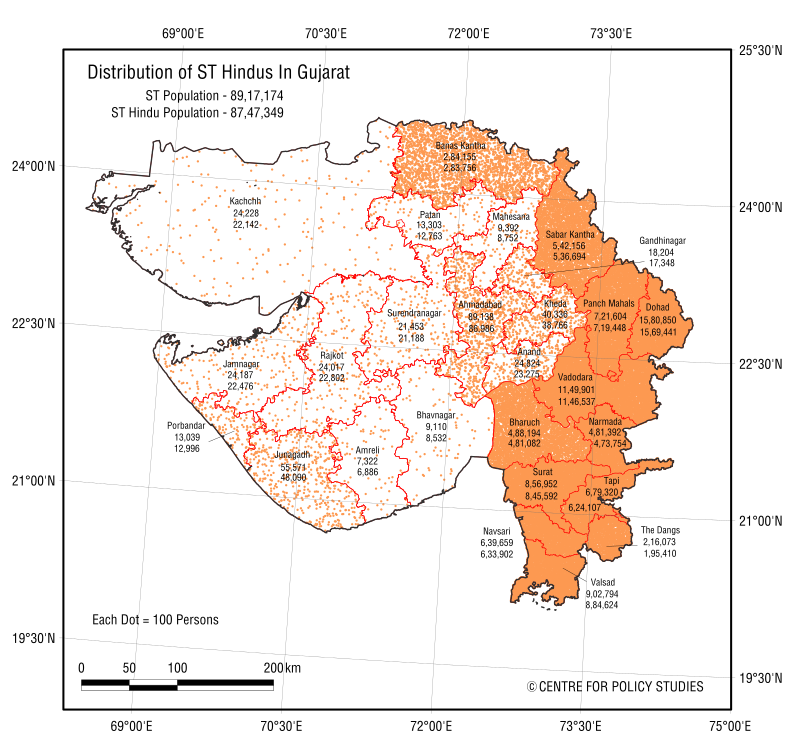 69°00'E 70°30'E 72°00'E 73°30'E
25°30'N
Distribution of ST Hindus In Gujarat
ST Population - 89,17,174
ST Hindu Population - 87,47,349
24°00'N
24°00'N
Banas Kantha
2,84,155
2,83,756
Kachchh
24,228
22,142
Patan
13,303
12,763
Mahesana
9,392
8,752
Sabar Kantha
5,42,156
5,36,694
Gandhinagar
18,204
17,348
22°30'N
22°30'N
Surendranagar
21,453
21,188
Ahmadabad
89,138
86,986
Kheda
40,336
38,766
Panch Mahals
7,21,604
7,19,448
Dohad
15,80,850
15,69,441
Jamnagar
24,187
22,476
Rajkot
24,017
22,802
Anand
24,824
23,275
Vadodara
11,49,901
11,46,537
Porbandar
13,039
12,996
Junagadh
55,571
48,090
Amreli
7,322
6,886
Bhavnagar
9,110
8,532
Bharuch
4,88,194
4,81,082
Narmada
4,81,392
4,73,754
21°00'N
21°00'N
Surat
8,56,952
8,45,592
Tapi
6,79,320
6,24,107
Navsari
6,39,659
6,33,902
The Dangs
2,16,073
1,95,410
Valsad
9,02,794
8,84,624
Each Dot = 100 Persons
19°30'N
19°30'N
0 50 100 200km
© CENTRE FOR POLICY STUDIES
69°00'E 70°30'E 72°00'E 73°30'E 75°00'E